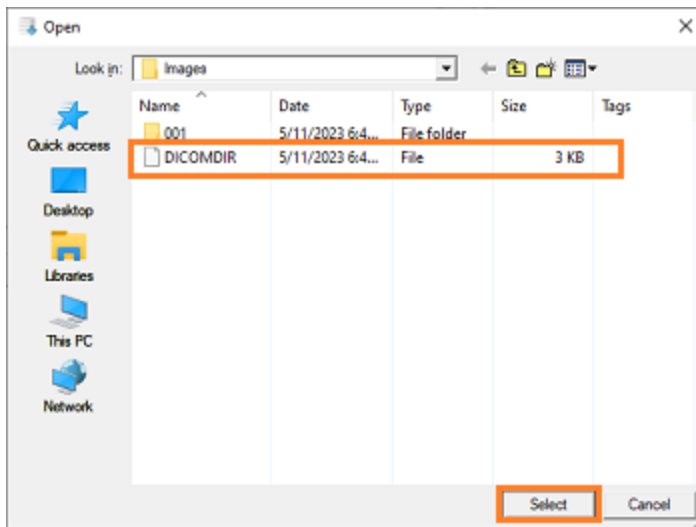 Open
Look in: Images
Name Date Type Size Tags
001 5/11/2023 6:4... File folder
DICOMDIR 5/11/2023 6:4... File 3 KB
Quick access
Desktop
Libraries
This PC
Network
Select Cancel